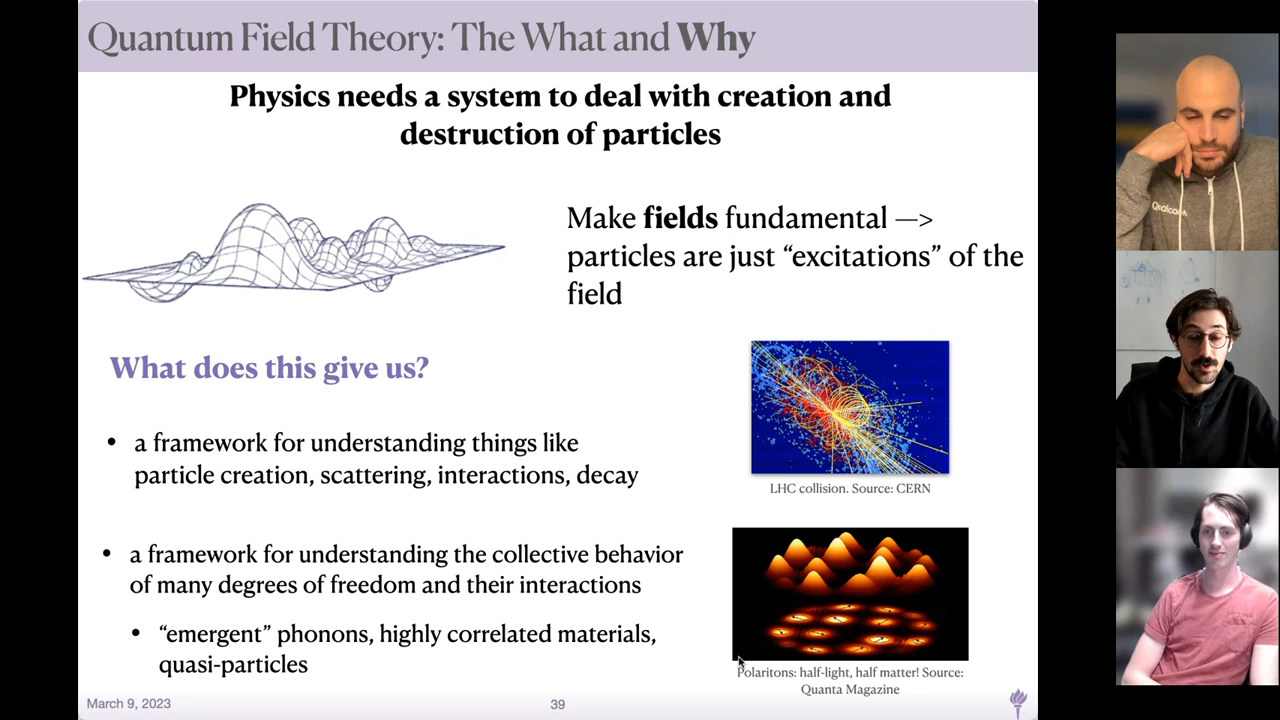 Quantum Field Theory: The What and Why
Physics needs a system to deal with creation and
destruction of particles
Make fields fundamental —>
particles are just “excitations” of the
field
What does this give us?
• a framework for understanding things like
particle creation, scattering, interactions, decay
LHC collision. Source: CERN
• a framework for understanding the collective behavior
of many degrees of freedom and their interactions
• “emergent” phonons, highly correlated materials,
quasi-particles
Polaritons: half-light, half matter! Source:
Quanta Magazine
March 9, 2023
39